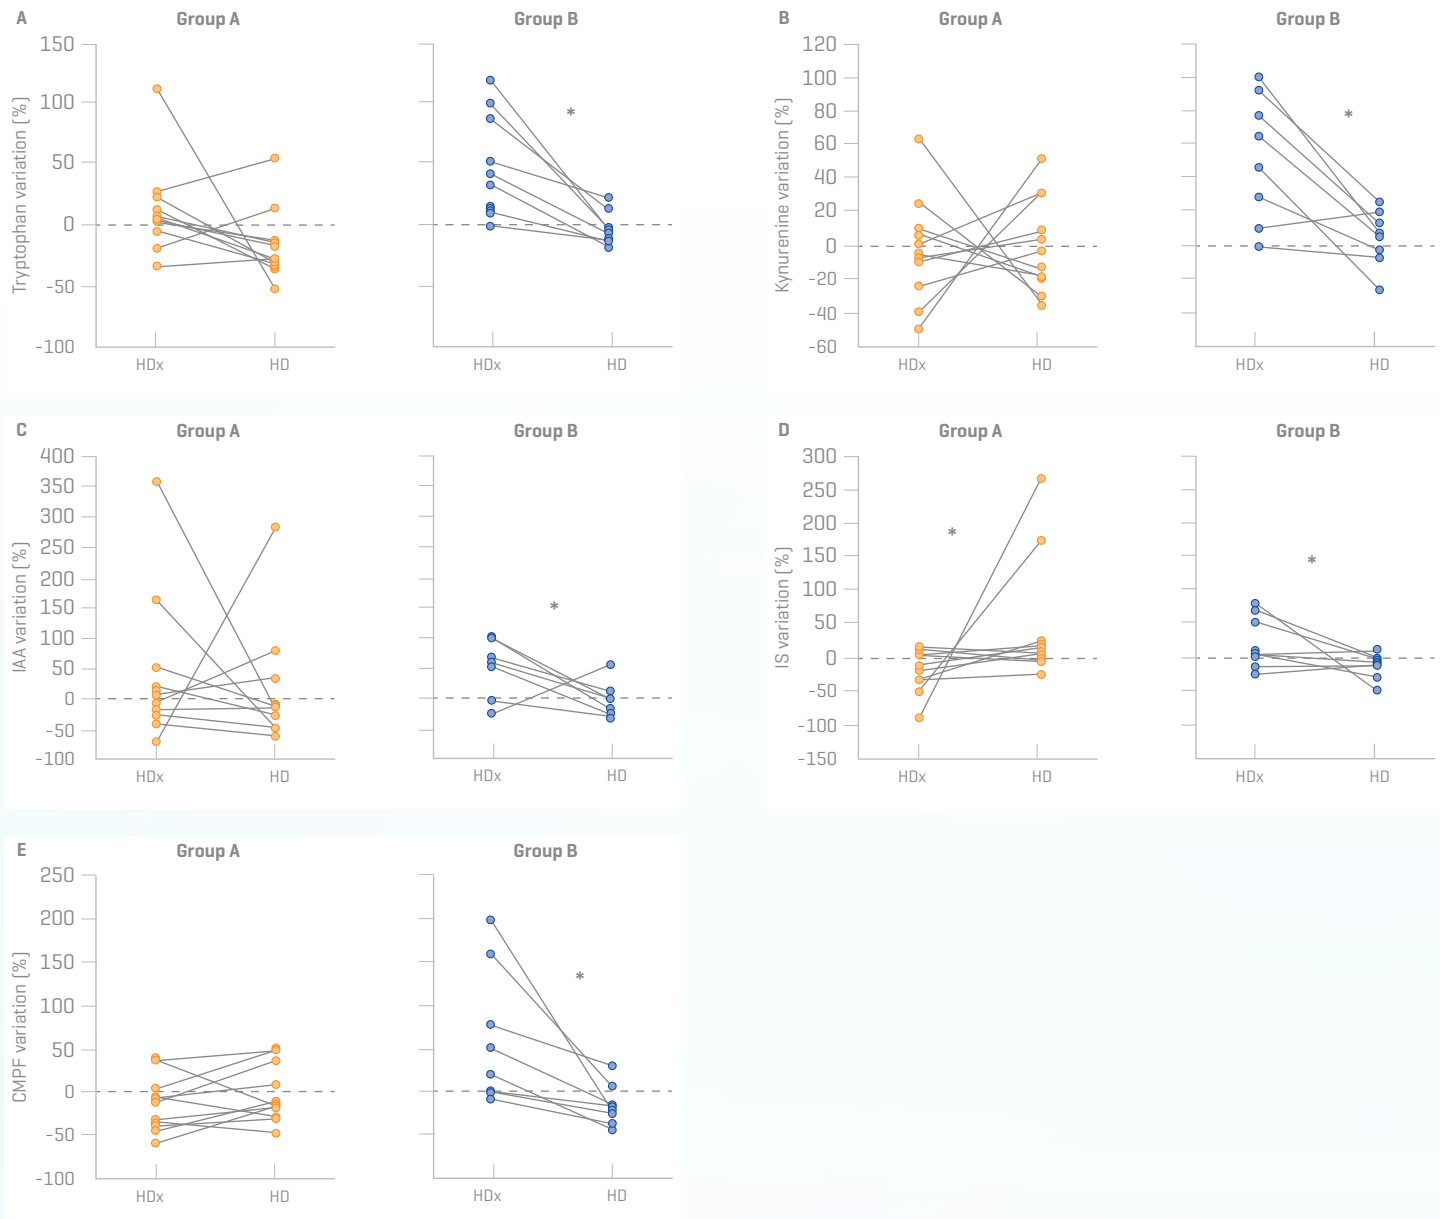 A
Group A
Group B
Tryptophan variation [%]
150
100
50
0
-50
-100
*
HDx
HD
HDx
HD
B
Group A
Group B
Kynurenine variation [%]
120
100
80
60
40
20
0
-20
-40
-60
*
HDx
HD
HDx
HD
C
Group A
Group B
IAA variation [%]
400
350
300
250
200
150
100
50
0
-50
-100
*
HDx
HD
HDx
HD
D
Group A
Group B
IS variation [%]
300
250
200
150
100
50
0
-50
-100
-150
*
*
HDx
HD
HDx
HD
E
Group A
Group B
CMPF variation [%]
250
200
150
100
50
0
-50
-100
*
HDx
HD
HDx
HD